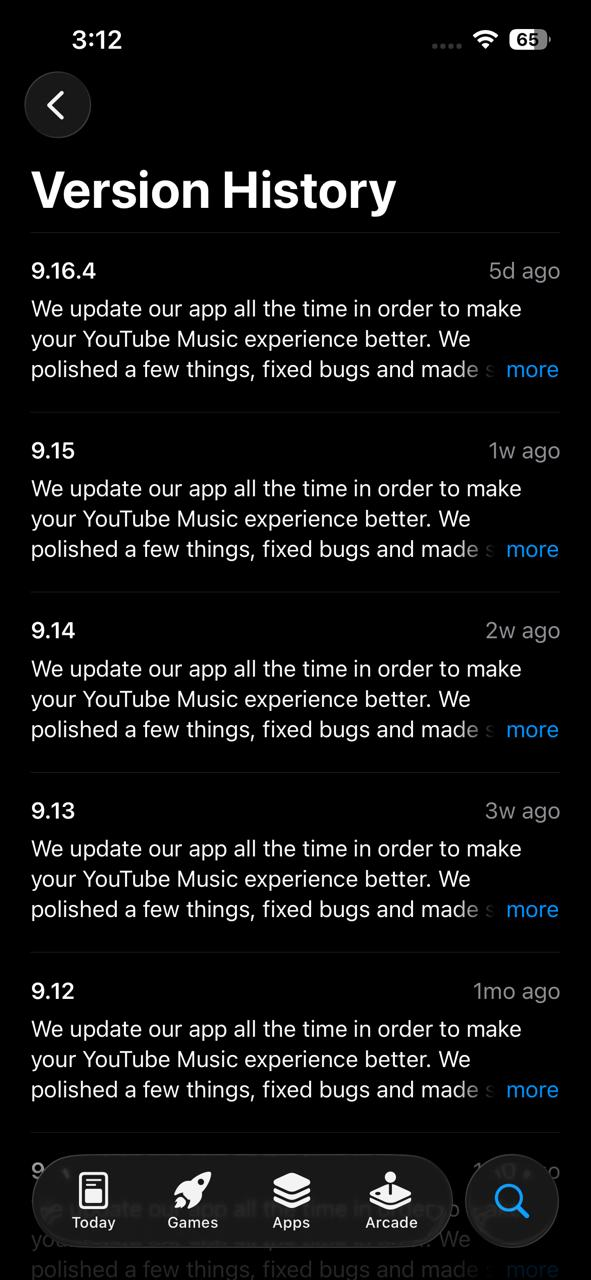 3:12
65
Version History
9.16.4 5d ago
We update our app all the time in order to make
your YouTube Music experience better. We
polished a few things, fixed bugs and made more
9.15 1w ago
We update our app all the time in order to make
your YouTube Music experience better. We
polished a few things, fixed bugs and made more
9.14 2w ago
We update our app all the time in order to make
your YouTube Music experience better. We
polished a few things, fixed bugs and made more
9.13 3w ago
We update our app all the time in order to make
your YouTube Music experience better. We
polished a few things, fixed bugs and made more
9.12 1mo ago
We update our app all the time in order to make
your YouTube Music experience better. We
polished a few things, fixed bugs and made more
Today Games Apps Arcade
polished a few things, fixed bugs and made more